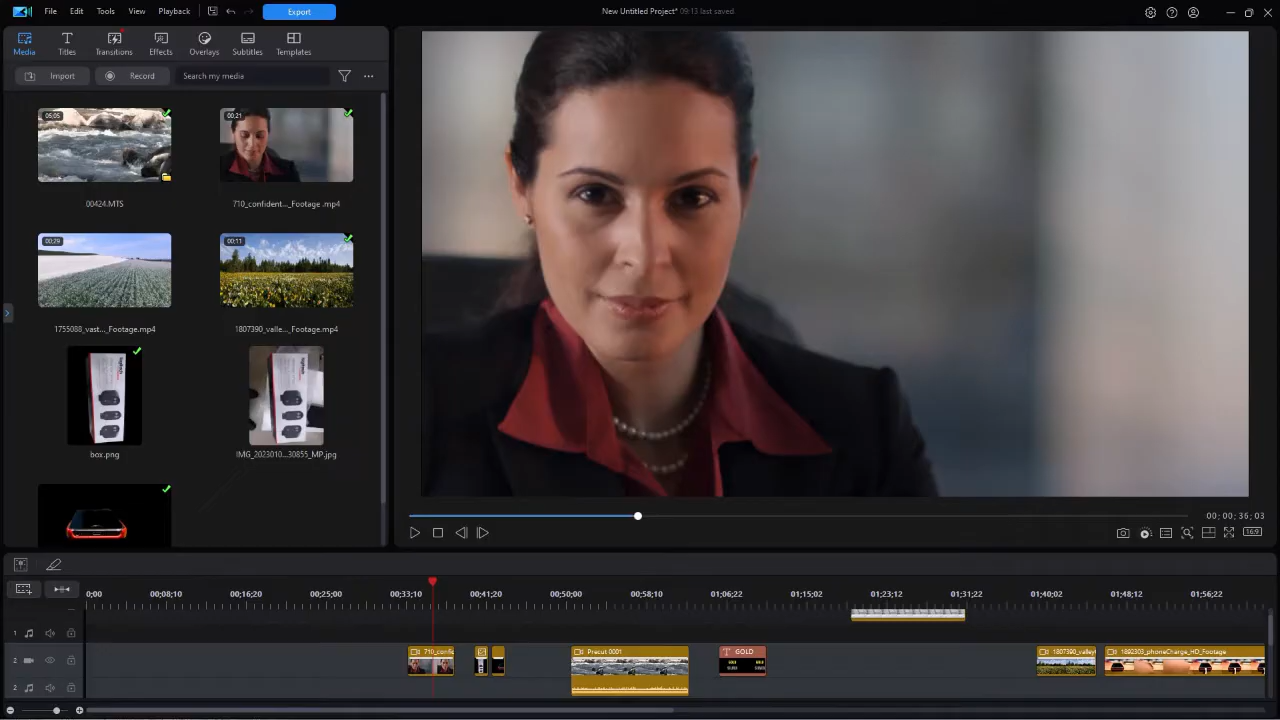 File Edit Tools View Playback Export New Untitled Project* 09:13 last saved
Media Titles Transitions Effects Overlays Subtitles Templates
Import Record Search my media
05:05 00:21
00424.MTS 710_confident..._Footage .mp4
00:29 00:11
1755088_vast..._Footage.mp4 1807390_valle..._Footage.mp4
box.png IMG_2023010...30855_MP.jpg
00;00;36;03
16:9
0;00 00;08;10 00;16;20 00;25;00 00;33;10 00;41;20 00;50;00 00;58;10 01;06;22 01;15;02 01;23;12 01;31;22 01;40;02 01;48;12 01;56;22
1
2 710_confi Precut 0001 GOLD 1807390_valley 1892303_phoneCharge_HD_Footage
2